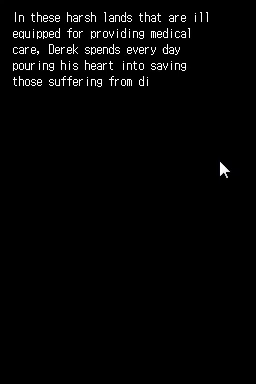 In these harsh lands that are ill
equipped for providing medical
care, Derek spends every day
pouring his heart into saving
those suffering from di